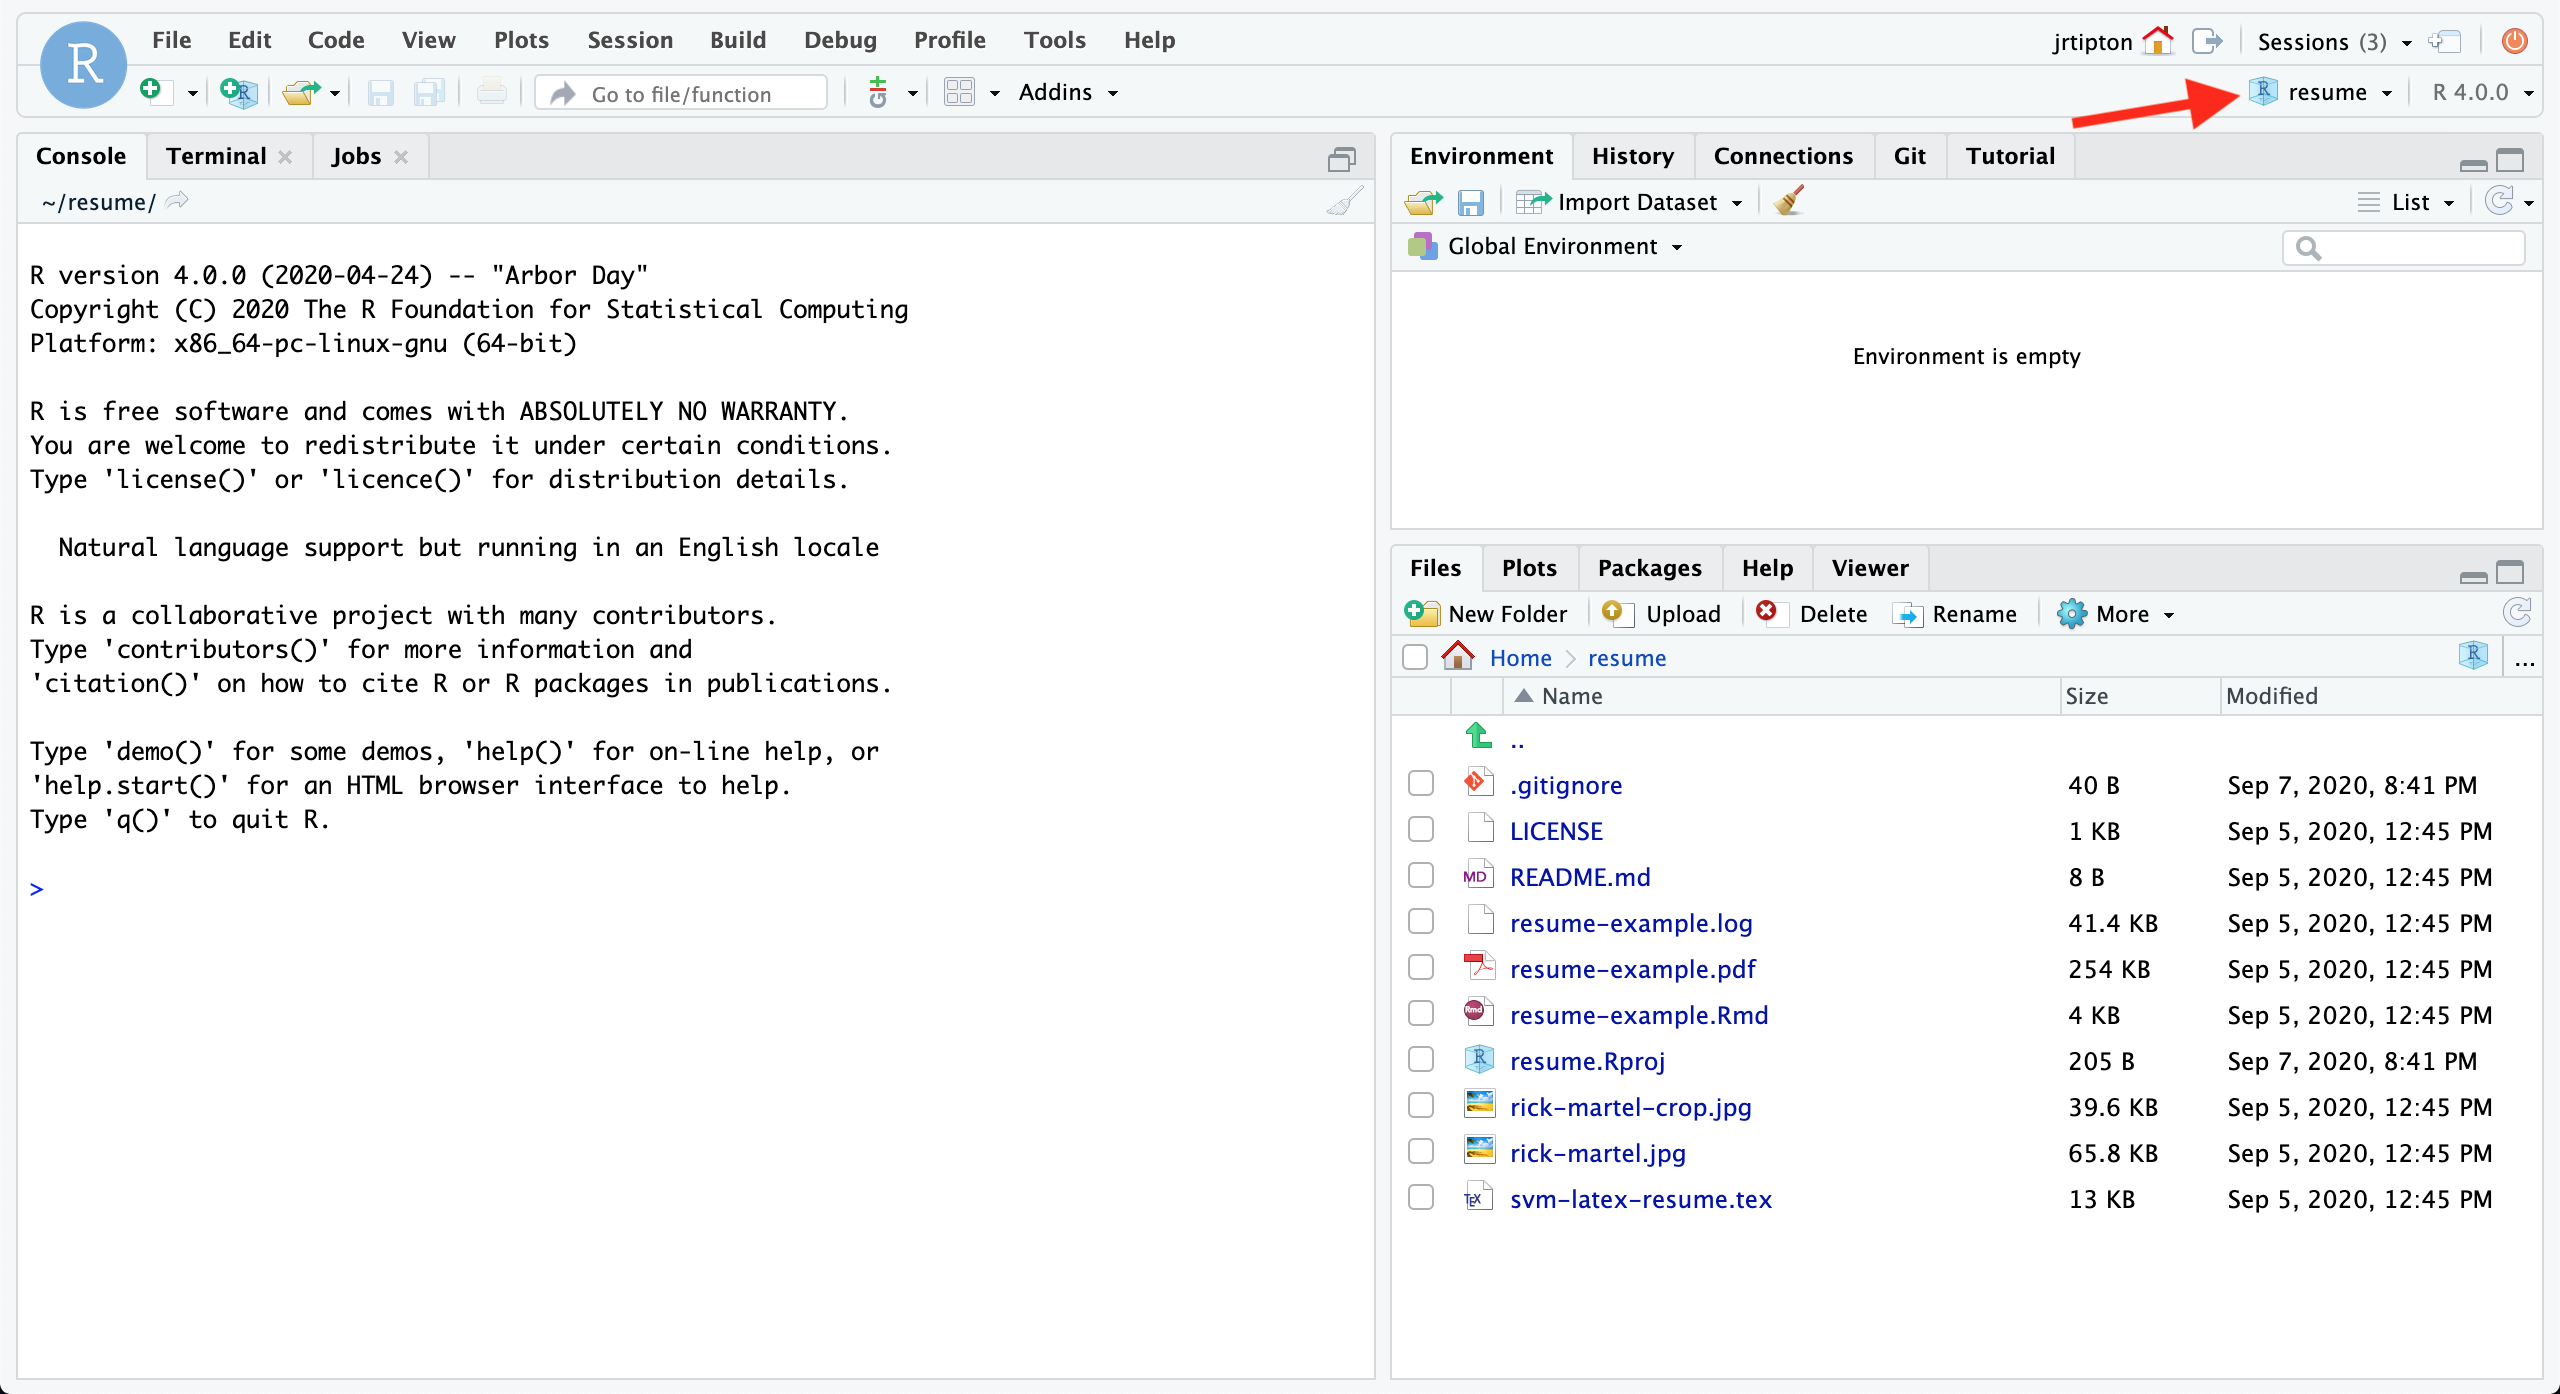 R File Edit Code View Plots Session Build Debug Profile Tools Help jrtipton Sessions (3)
Go to file/function Addins resume R 4.0.0
Console Terminal Jobs
~/resume/
R version 4.0.0 (2020-04-24) -- "Arbor Day"
Copyright (C) 2020 The R Foundation for Statistical Computing
Platform: x86_64-pc-linux-gnu (64-bit)
R is free software and comes with ABSOLUTELY NO WARRANTY.
You are welcome to redistribute it under certain conditions.
Type 'license()' or 'licence()' for distribution details.
Natural language support but running in an English locale
R is a collaborative project with many contributors.
Type 'contributors()' for more information and
'citation()' on how to cite R or R packages in publications.
Type 'demo()' for some demos, 'help()' for on-line help, or
'help.start()' for an HTML browser interface to help.
Type 'q()' to quit R.
>
Environment History Connections Git Tutorial
Import Dataset List
Global Environment
Environment is empty
Files Plots Packages Help Viewer
New Folder Upload Delete Rename More
Home resume ...
Name Size Modified
..
.gitignore 40 B Sep 7, 2020, 8:41 PM
LICENSE 1 KB Sep 5, 2020, 12:45 PM
MD README.md 8 B Sep 5, 2020, 12:45 PM
resume-example.log 41.4 KB Sep 5, 2020, 12:45 PM
resume-example.pdf 254 KB Sep 5, 2020, 12:45 PM
Rmd resume-example.Rmd 4 KB Sep 5, 2020, 12:45 PM
R resume.Rproj 205 B Sep 7, 2020, 8:41 PM
rick-martel-crop.jpg 39.6 KB Sep 5, 2020, 12:45 PM
rick-martel.jpg 65.8 KB Sep 5, 2020, 12:45 PM
TEX svm-latex-resume.tex 13 KB Sep 5, 2020, 12:45 PM